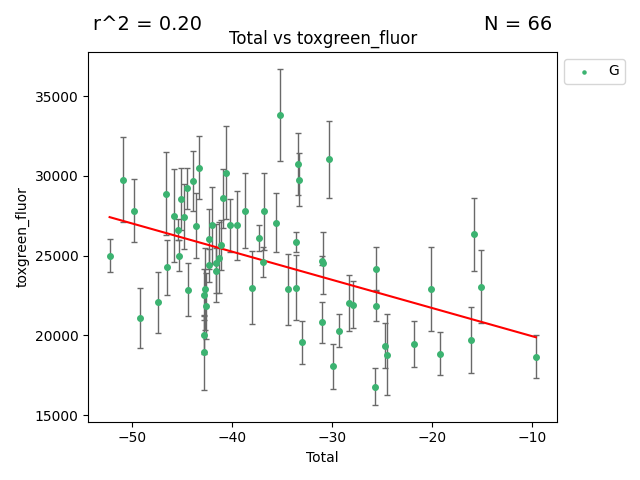 r^2 = 0.20
N = 66
Total vs toxgreen_fluor
G
toxgreen_fluor
35000
30000
25000
20000
15000
−50
−40
−30
−20
−10
Total